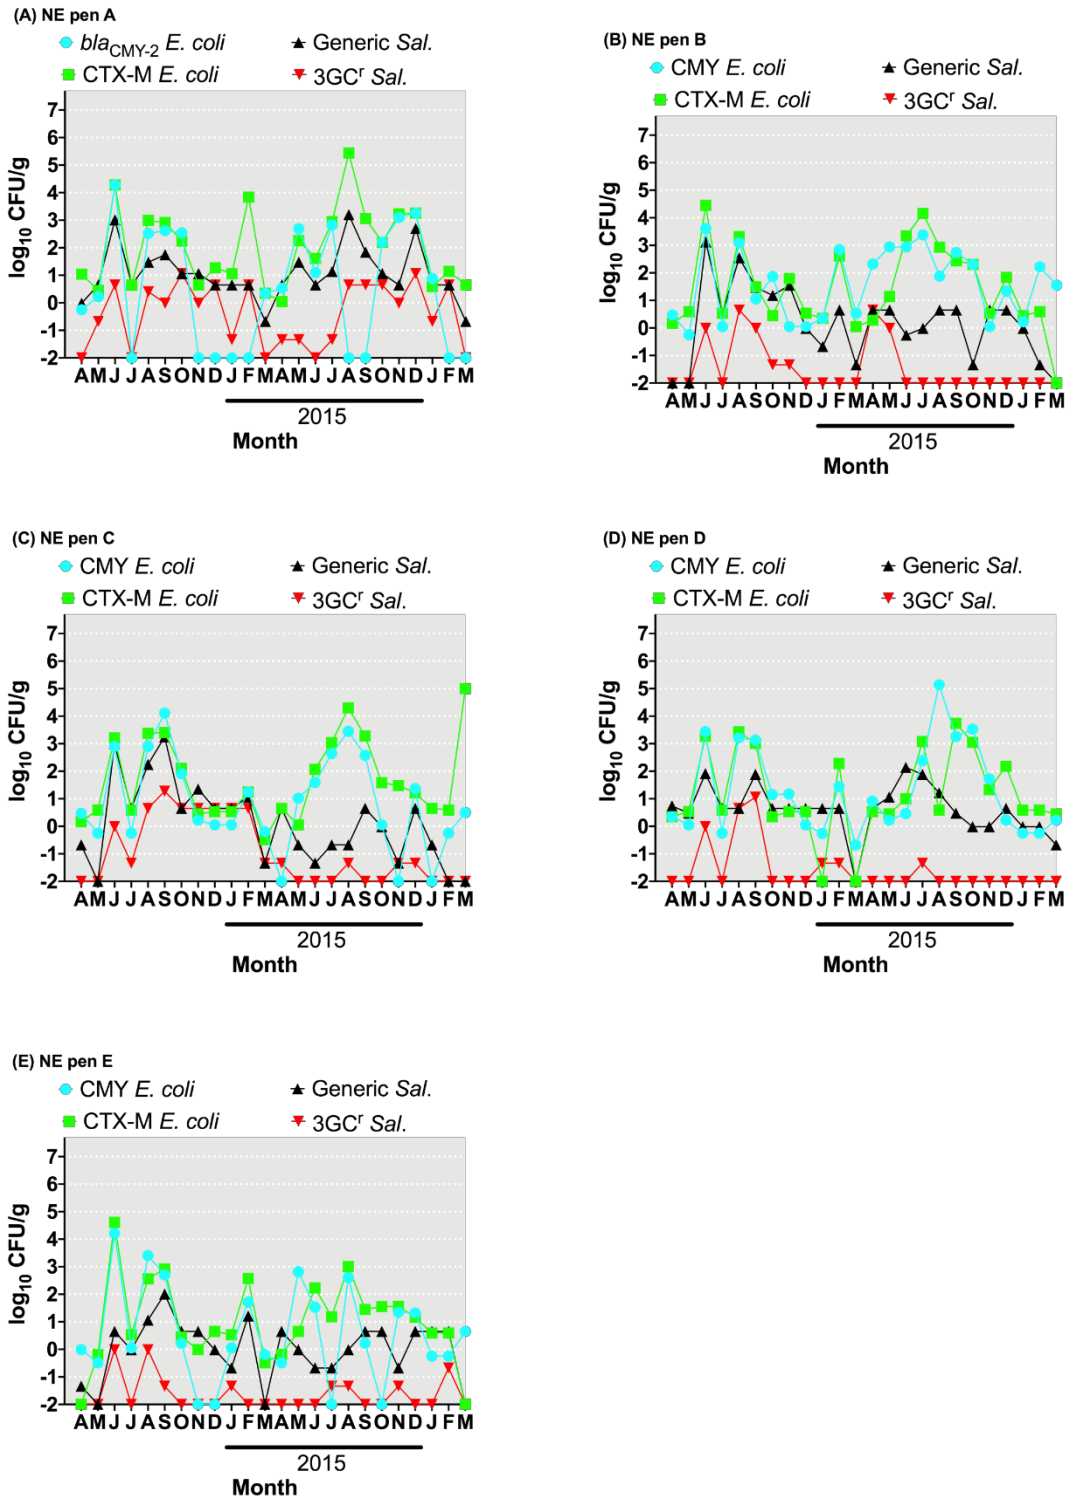 (A) NE pen A
blaCMY-2 E. coli
Generic Sal.
CTX-M E. coli
3GCr Sal.
7
6
5
4
3
2
1
0
-1
-2
log10 CFU/g
A M J J A S O N D J F M A M J J A S O N D J F M
2015
Month
(B) NE pen B
CMY E. coli
Generic Sal.
CTX-M E. coli
3GCr Sal.
7
6
5
4
3
2
1
0
-1
-2
log10 CFU/g
A M J J A S O N D J F M A M J J A S O N D J F M
2015
Month
(C) NE pen C
CMY E. coli
Generic Sal.
CTX-M E. coli
3GCr Sal.
7
6
5
4
3
2
1
0
-1
-2
log10 CFU/g
A M J J A S O N D J F M A M J J A S O N D J F M
2015
Month
(D) NE pen D
CMY E. coli
Generic Sal.
CTX-M E. coli
3GCr Sal.
7
6
5
4
3
2
1
0
-1
-2
log10 CFU/g
A M J J A S O N D J F M A M J J A S O N D J F M
2015
Month
(E) NE pen E
CMY E. coli
Generic Sal.
CTX-M E. coli
3GCr Sal.
7
6
5
4
3
2
1
0
-1
-2
log10 CFU/g
A M J J A S O N D J F M A M J J A S O N D J F M
2015
Month